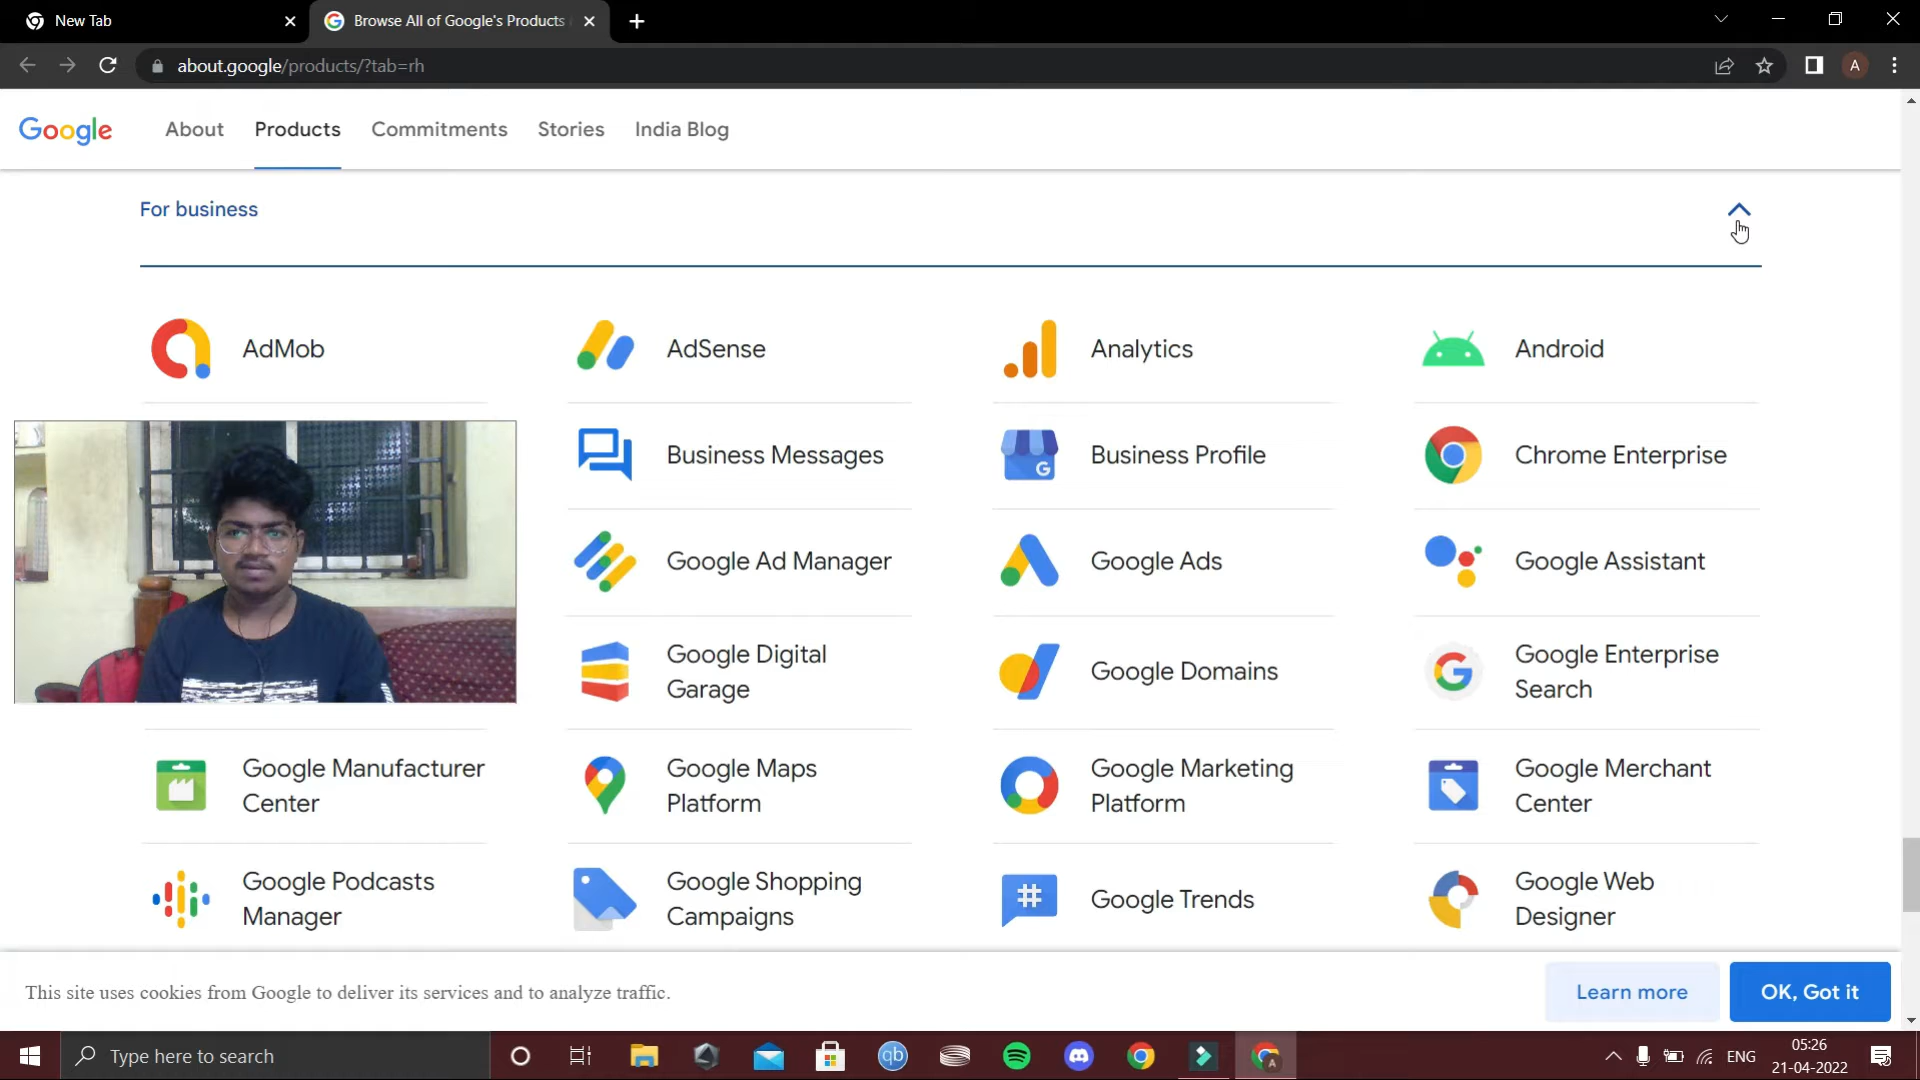 New Tab
Browse All of Google's Products
about.google/products/?tab=rh
A
Google
About
Products
Commitments
Stories
India Blog
For business
AdMob
AdSense
Analytics
Android
Business Messages
Business Profile
Chrome Enterprise
Google Ad Manager
Google Ads
Google Assistant
Google Digital
Garage
Google Domains
Google Enterprise
Search
Google Manufacturer
Center
Google Maps
Platform
Google Marketing
Platform
Google Merchant
Center
Google Podcasts
Manager
Google Shopping
Campaigns
Google Trends
Google Web
Designer
This site uses cookies from Google to deliver its services and to analyze traffic.
Learn more
OK, Got it
Type here to search
qb
A
ENG
05:26
21-04-2022